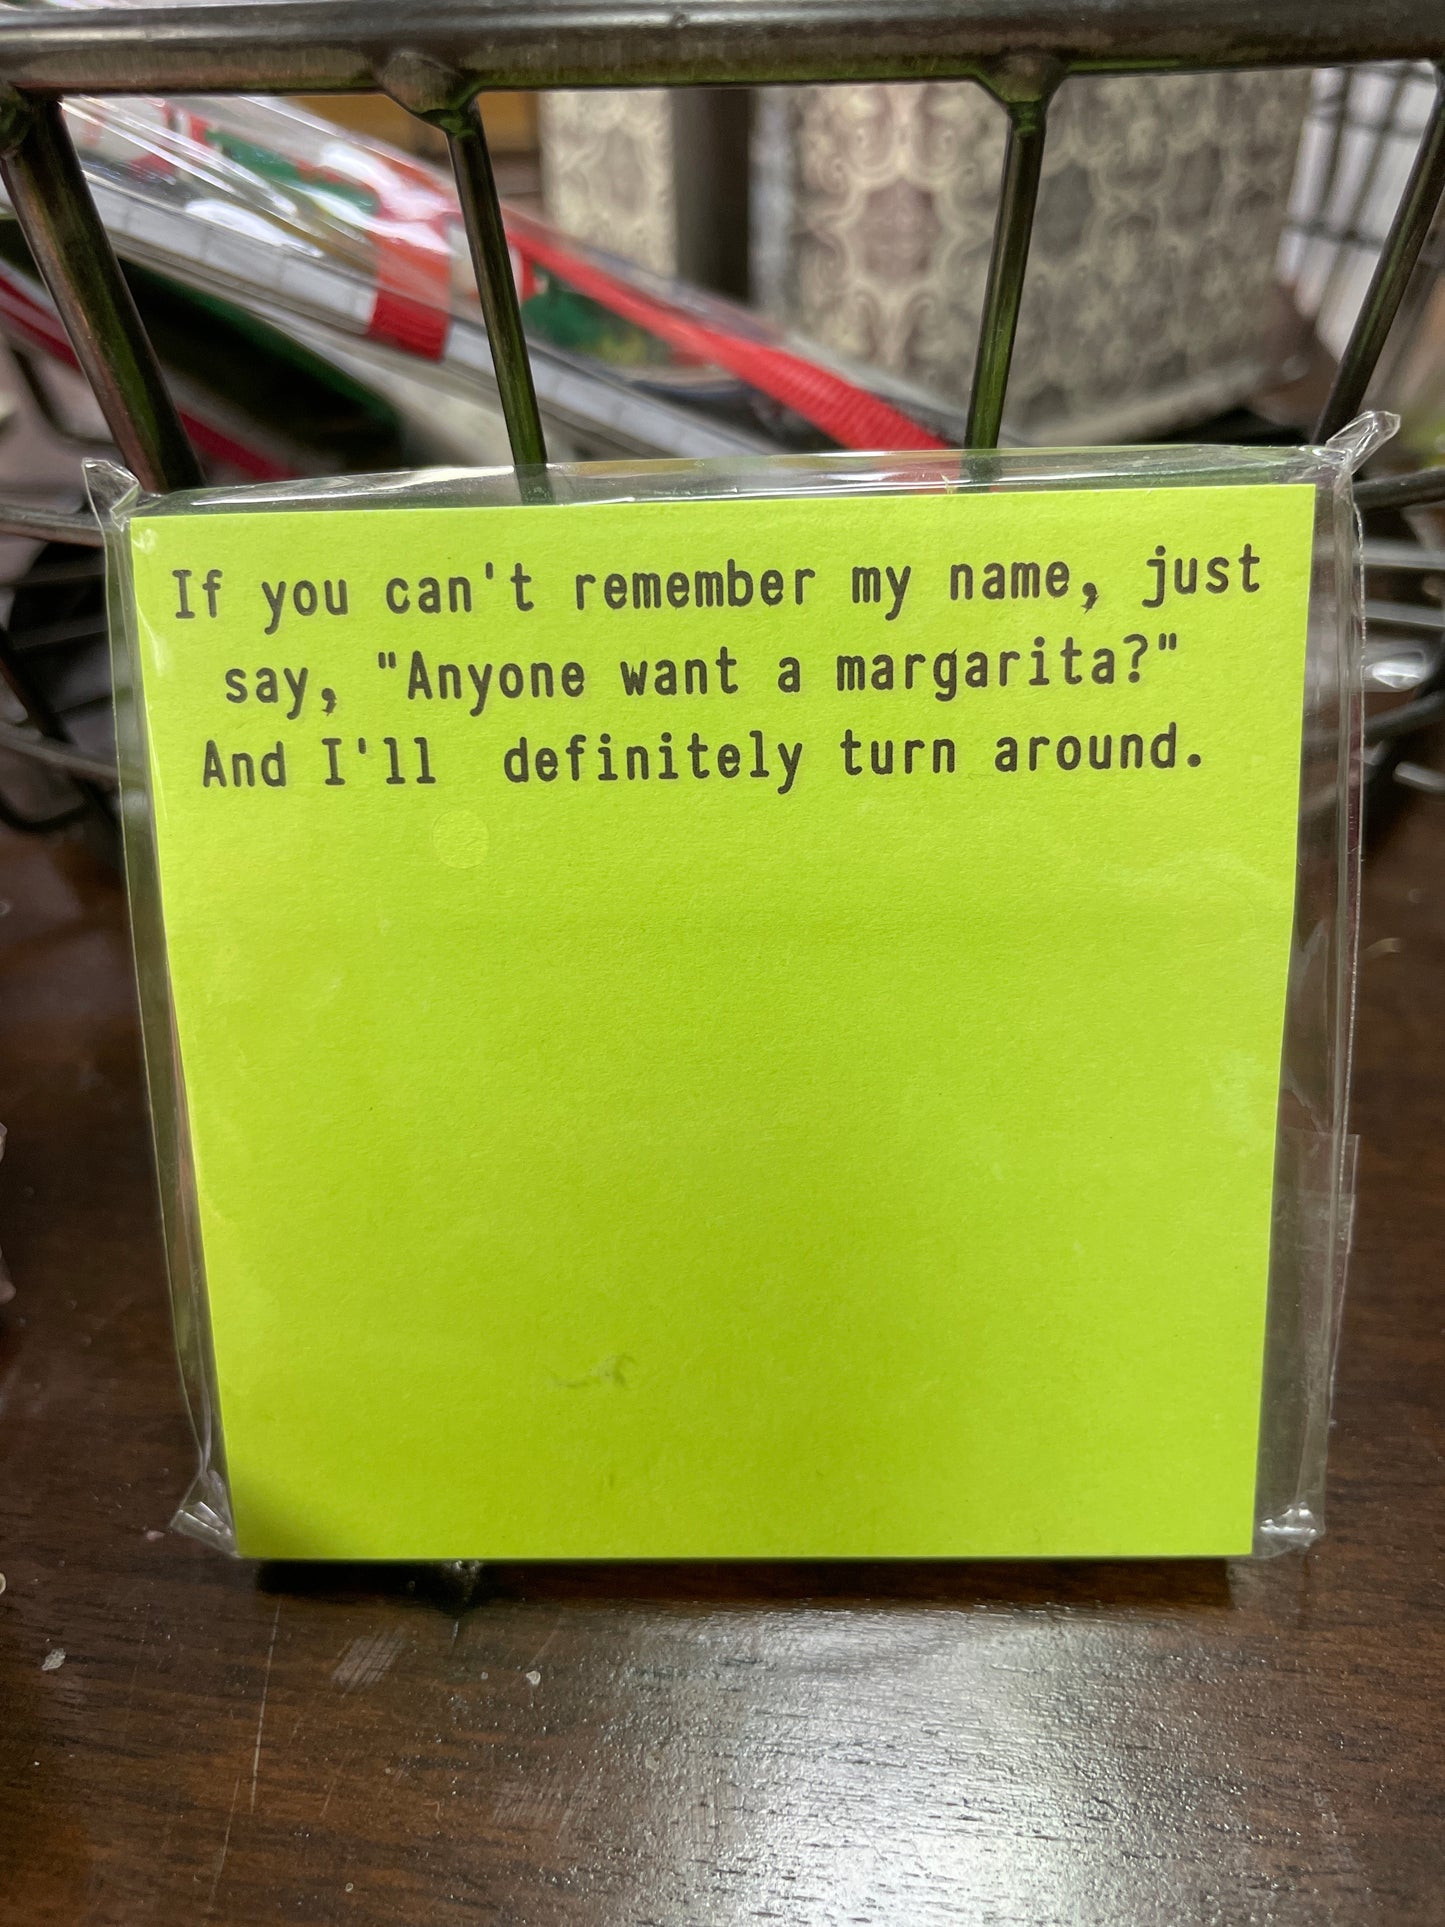 If you can't remember my name, just
say, "Anyone want a margarita?"
And I'll  definitely turn around.